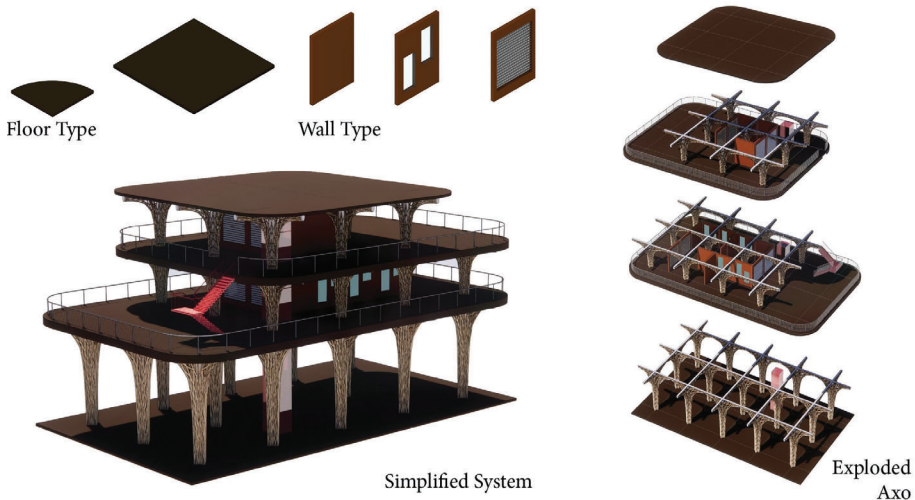 Floor Type
Wall Type
Simplified System
Exploded
Axo